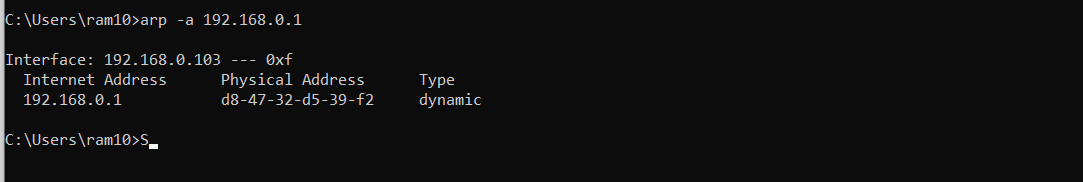 C:\Users\ram10>arp -a 192.168.0.1
Interface: 192.168.0.103 --- 0xf
Internet Address Physical Address Type
192.168.0.1 d8-47-32-d5-39-f2 dynamic
C:\Users\ram10>S